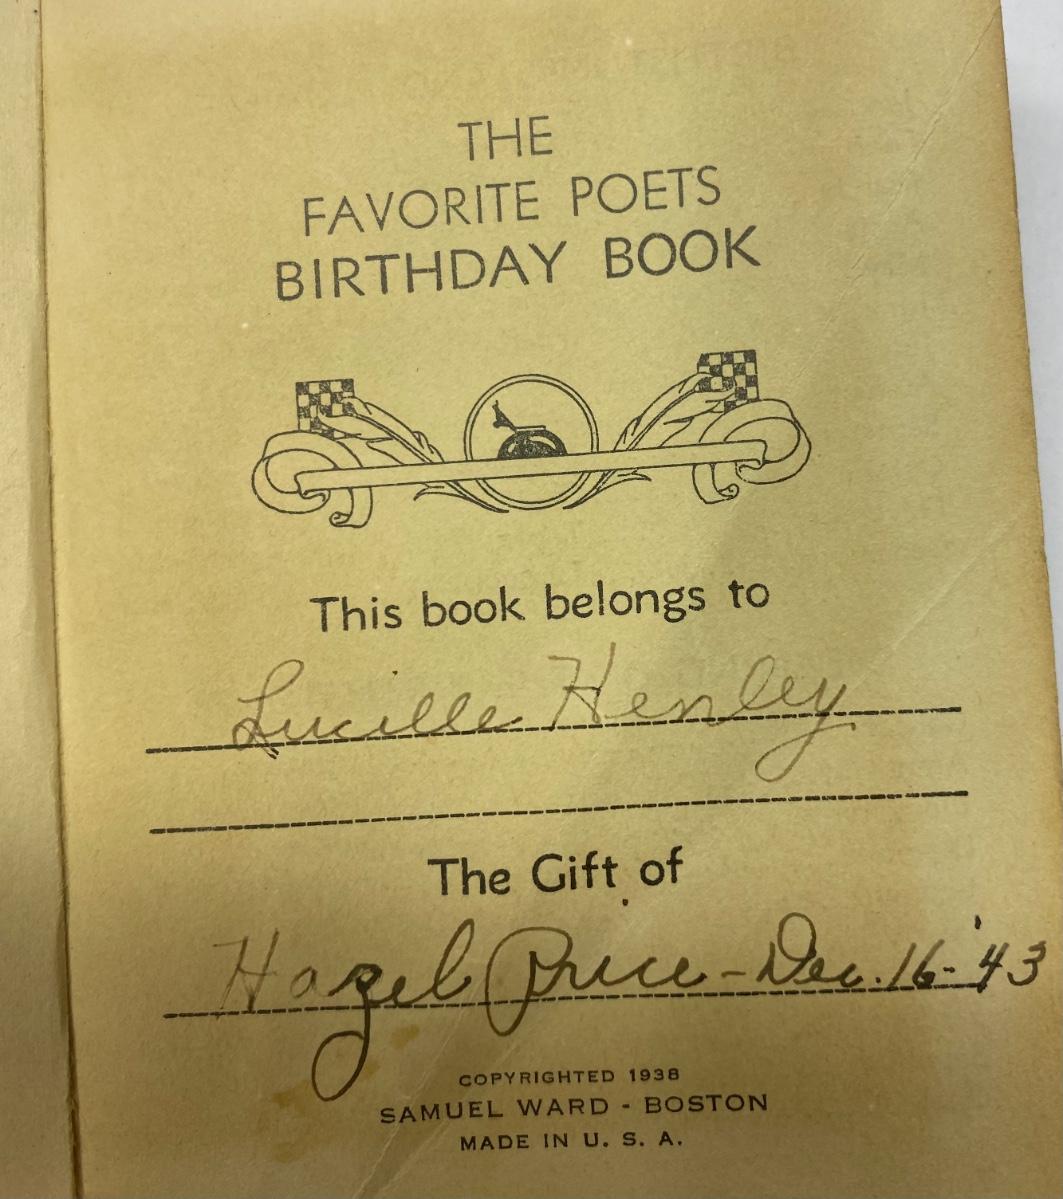 THE
FAVORITE POETS
BIRTHDAY BOOK
This book belongs to
Lucille Henley
The Gift of
Hazel Price - Dec. 16 - '43
COPYRIGHTED 1938
SAMUEL WARD - BOSTON
MADE IN U. S. A.